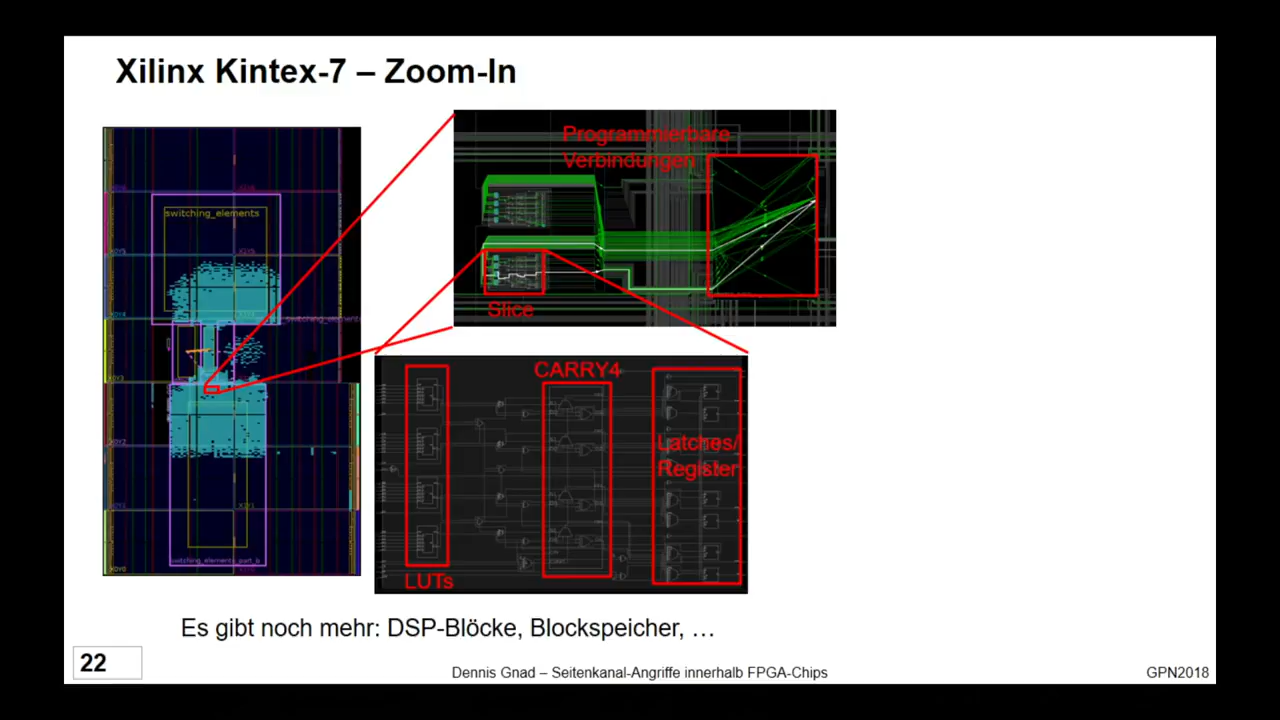 Xilinx Kintex-7 – Zoom-In
Programmierbare
Verbindungen
switching_elements
Slice
CARRY4
Latches/
Register
LUTs
Es gibt noch mehr: DSP-Blöcke, Blockspeicher, …
22
Dennis Gnad – Seitenkanal-Angriffe innerhalb FPGA-Chips
GPN2018